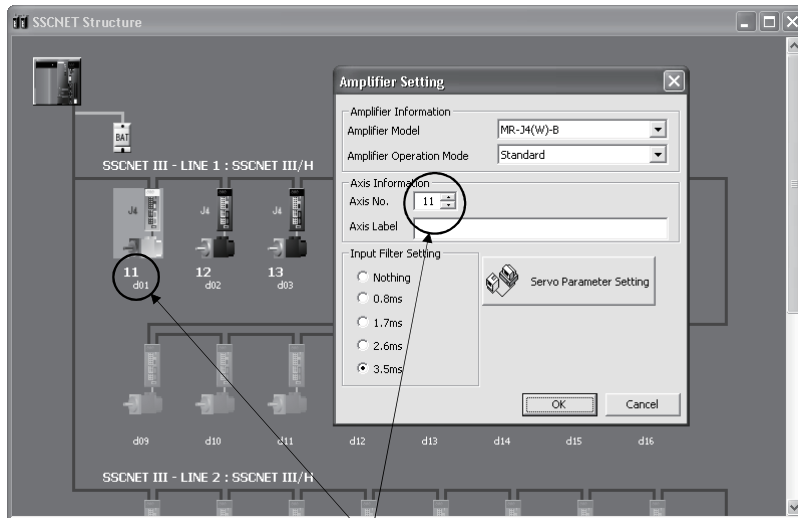 SSCNET Structure
Amplifier Setting
Amplifier Information
Amplifier Model MR-J4(W)-B
Amplifier Operation Mode Standard
Axis Information
Axis No. 11
Axis Label
Input Filter Setting
Nothing
0.8ms
1.7ms
2.6ms
3.5ms
Servo Parameter Setting
OK Cancel
BAT
SSCNET III - LINE 1 : SSCNET III/H
J4 J4 J4
11 12 13
d01 d02 d03
d09 d10 d11 d12 d13 d14 d15 d16
SSCNET III - LINE 2 : SSCNET III/H